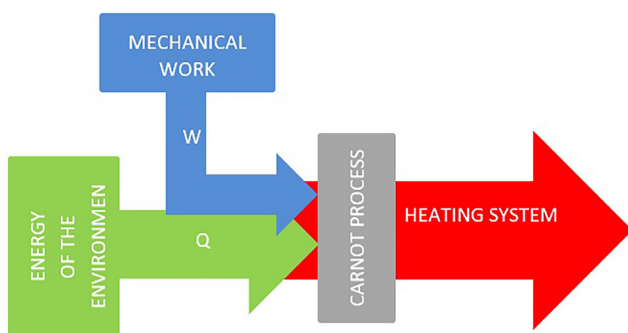 MECHANICAL
WORK
W
ENERGY
OF THE
ENVIRONMEN
Q
CARNOT PROCESS
HEATING SYSTEM